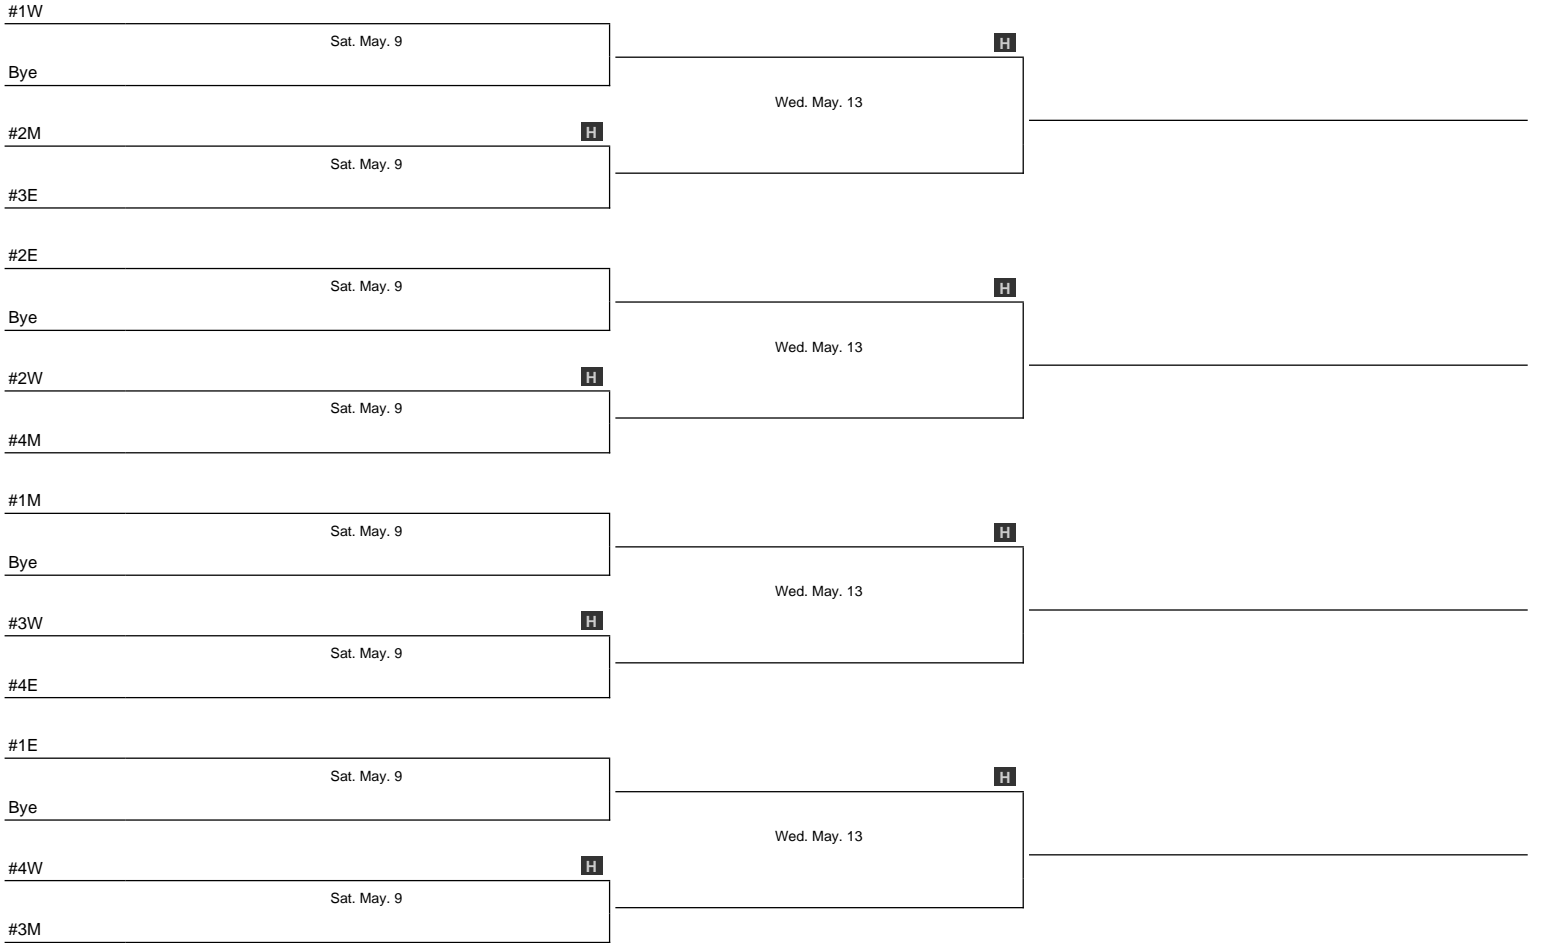 #1W
Sat. May. 9
H
Bye
Wed. May. 13
#2M
H
Sat. May. 9
#3E
#2E
Sat. May. 9
H
Bye
Wed. May. 13
#2W
H
Sat. May. 9
#4M
#1M
Sat. May. 9
H
Bye
Wed. May. 13
#3W
H
Sat. May. 9
#4E
#1E
Sat. May. 9
H
Bye
Wed. May. 13
#4W
H
Sat. May. 9
#3M